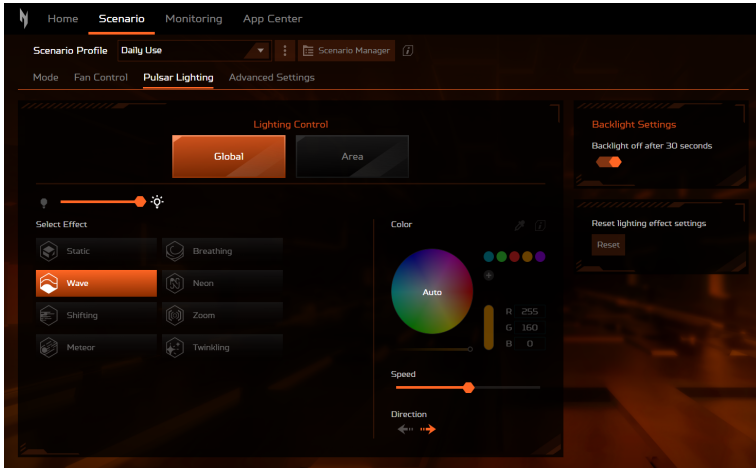 Home Scenario Monitoring App Center
Scenario Profile Daily Use Scenario Manager i
Mode Fan Control Pulsar Lighting Advanced Settings
Lighting Control
Global Area
Select Effect
Static Breathing
Wave Neon
Shifting Zoom
Meteor Twinkling
Color i
Auto
R 255
G 160
B 0
Speed
Direction
Backlight Settings
Backlight off after 30 seconds
Reset lighting effect settings
Reset